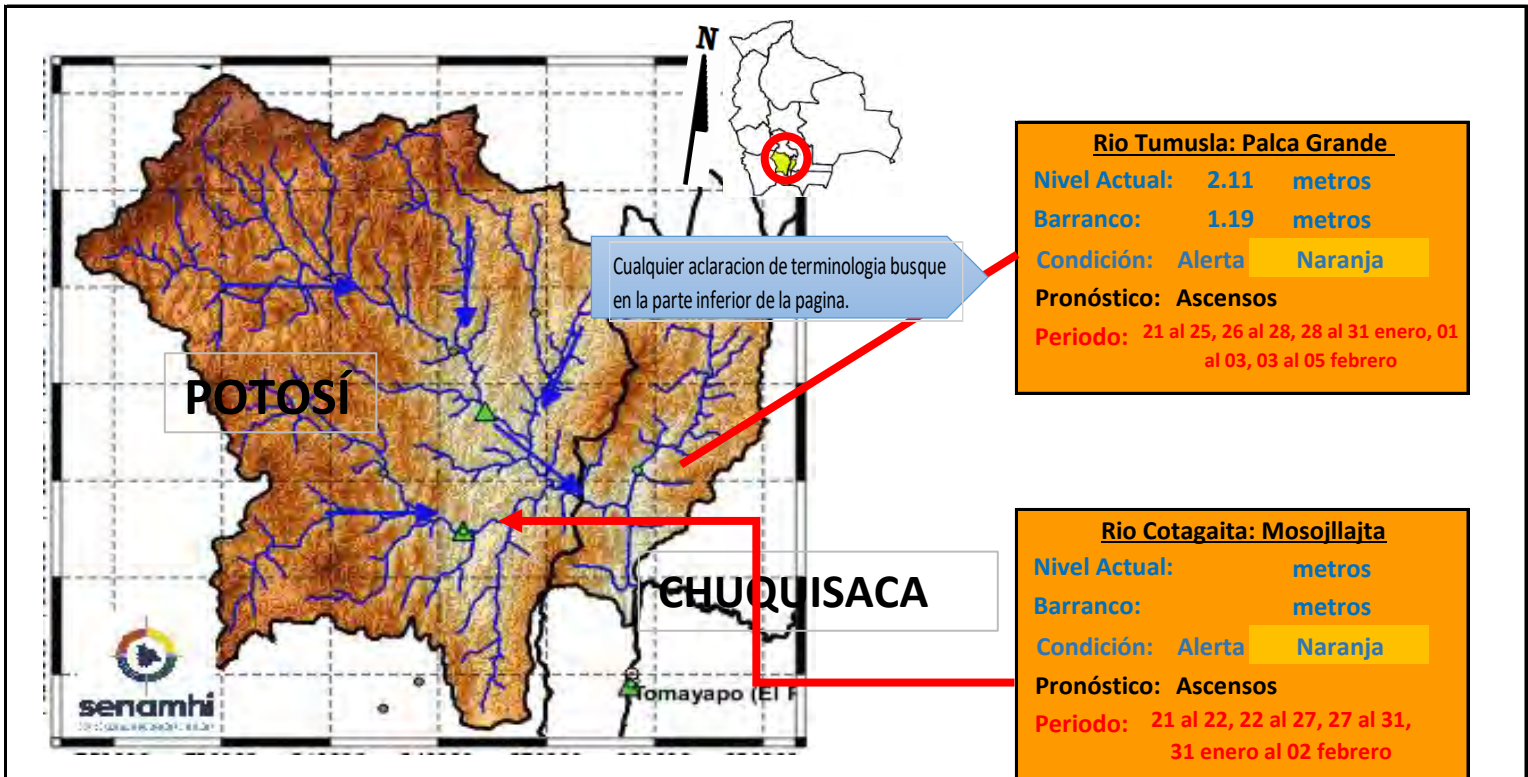 N
Rio Tumusla: Palca Grande
Nivel Actual: 2.11 metros
Barranco: 1.19 metros
Condición: Alerta Naranja
Pronóstico: Ascensos
Periodo: 21 al 25, 26 al 28, 28 al 31 enero, 01
al 03, 03 al 05 febrero
Cualquier aclaracion de terminologia busque
en la parte inferior de la pagina.
POTOSÍ
CHUQUISACA
Rio Cotagaita: Mosojllajta
Nivel Actual: metros
Barranco: metros
Condición: Alerta Naranja
Pronóstico: Ascensos
Periodo: 21 al 22, 22 al 27, 27 al 31,
31 enero al 02 febrero
senamhi
Tomayapo (El